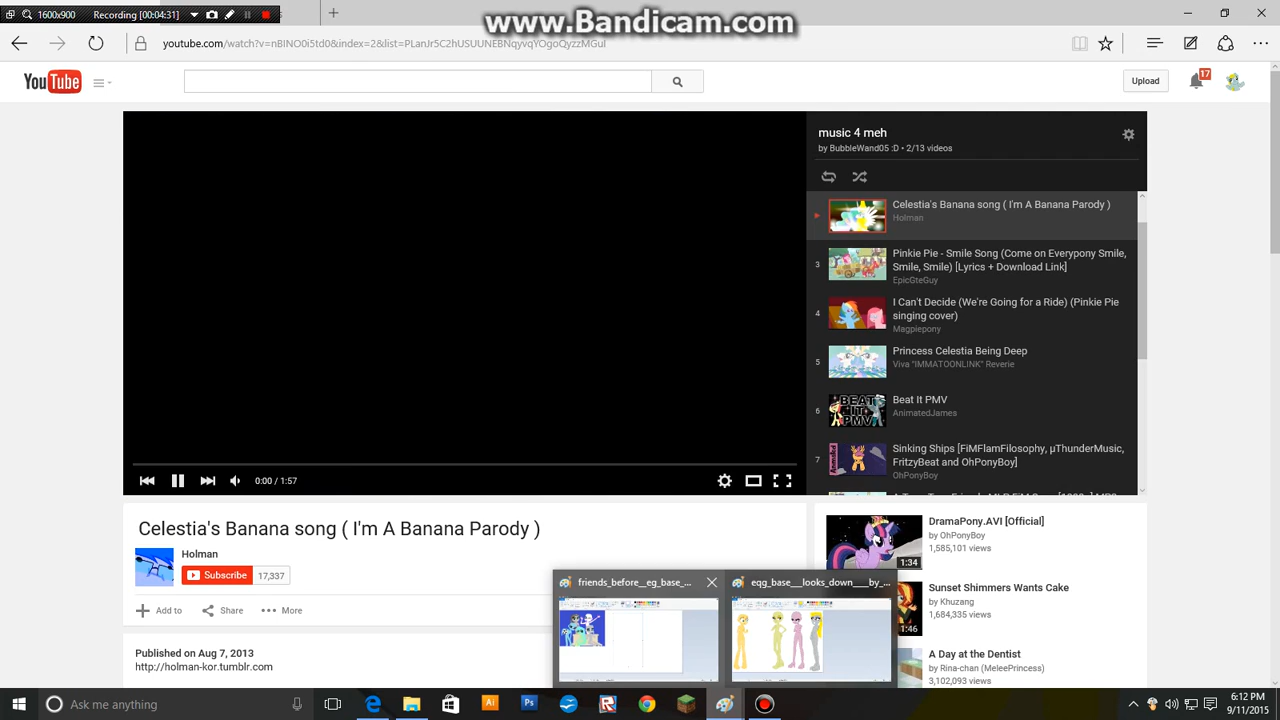 www.Bandicam.com
1600x900
[00:04:31]
youtube.com/watch?v=nBINO0i5td0&index=2&list=PLanJr5C2hUSUUNEBNqyvqYOgoQyzzMGuI
YouTube
Upload
17
music 4 meh
by BubbleWand05 :D • 2/13 videos
Celestia's Banana song ( I'm A Banana Parody )
Holman
3
Pinkie Pie - Smile Song (Come on Everypony Smile,
Smile, Smile) [Lyrics + Download Link]
EpicGteGuy
4
I Can't Decide (We're Going for a Ride) (Pinkie Pie
singing cover)
Magpiepony
5
Princess Celestia Being Deep
Viva "IMMATOONLINK" Reverie
6
BEAT IT PMV
Beat It PMV
AnimatedJames
7
Sinking Ships [FiMFlamFilosophy, µThunderMusic,
FritzyBeat and OhPonyBoy]
OhPonyBoy
0:00 / 1:57
Celestia's Banana song ( I'm A Banana Parody )
Holman
Subscribe
17,337
Add to
Share
More
Published on Aug 7, 2013
http://holman-kor.tumblr.com
DramaPony.AVI [Official]
by OhPonyBoy
1,585,101 views
1:34
Sunset Shimmers Wants Cake
by Khuzang
1,684,335 views
1:46
A Day at the Dentist
by Rina-chan (MeleePrincess)
3,102,093 views
friends_before__eg_base_...
eqg_base___looks_down____by_...
Ask me anything
Ai
Ps
6:12 PM
9/11/2015